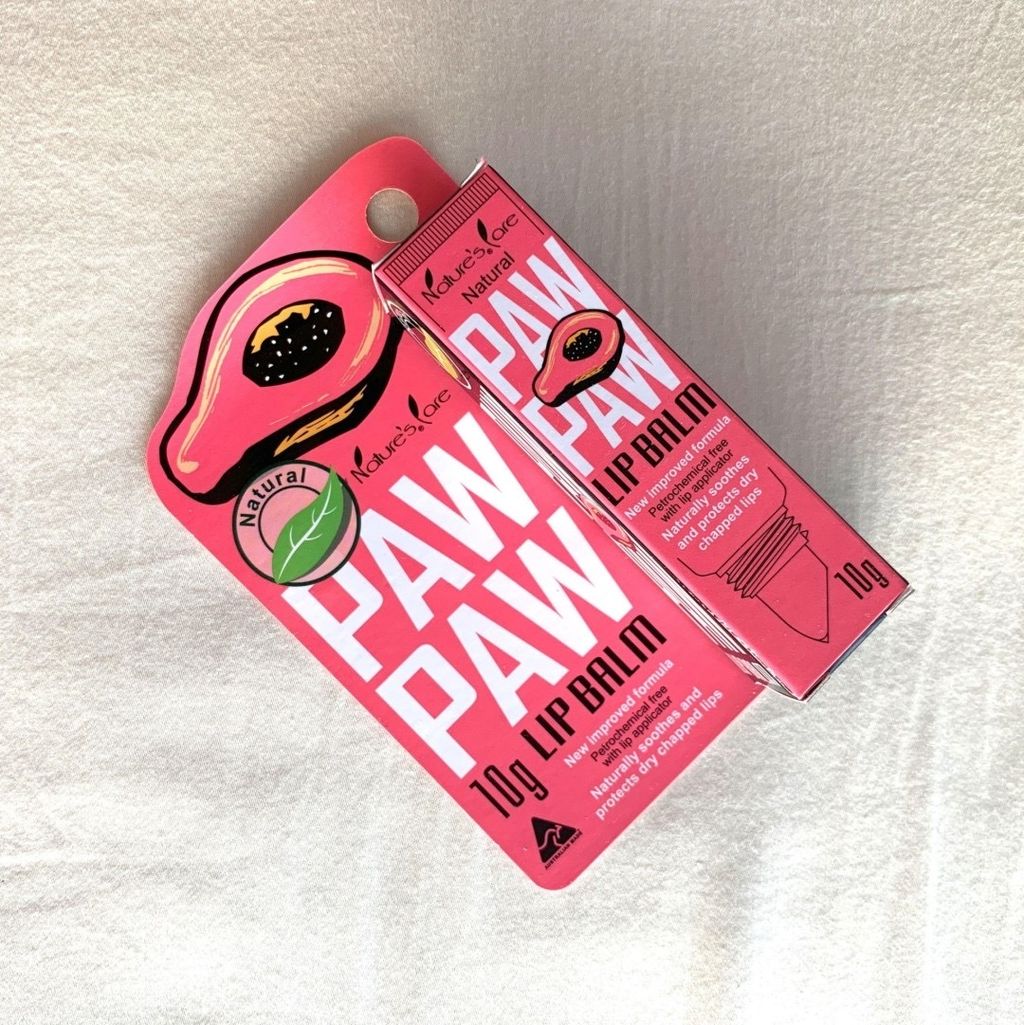 Nature's Care®
Natural
PAW
PAW
LIP BALM
New improved formula
Petrochemical free
with lip applicator
Naturally soothes
and protects dry
chapped lips
10g
Nature's Care
Natural
PAW
PAW
10g LIP BALM
New improved formula
Petrochemical free
with lip applicator
Naturally soothes and
protects dry chapped lips
AUSTRALIAN MADE